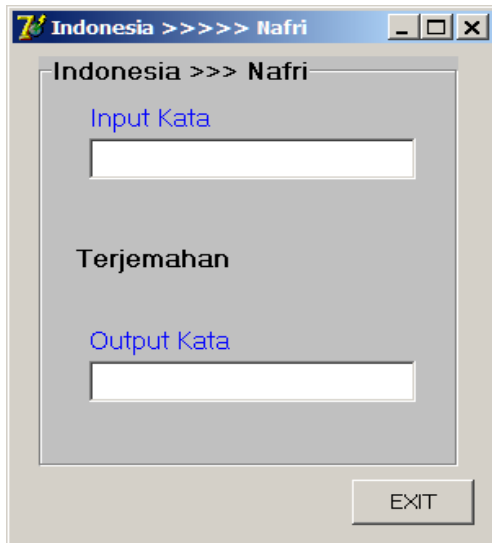 Indonesia >>>>> Nafri
Indonesia >>> Nafri
Input Kata
Terjemahan
Output Kata
EXIT